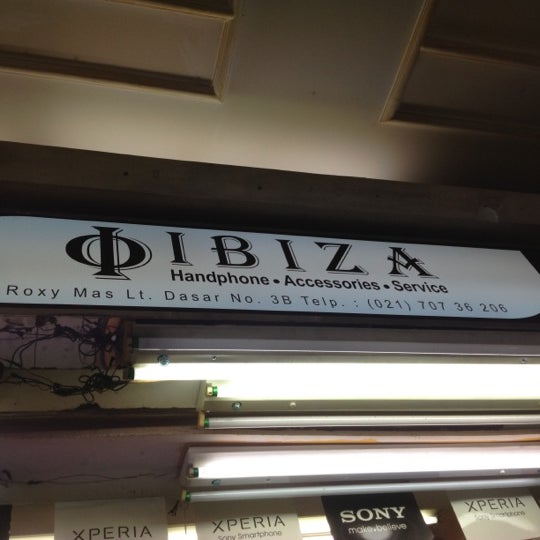 IBIZA
Handphone • Accessories • Service
Roxy Mas Lt. Dasar No. 3B Telp. : (021) 707 36 206
XPERIA
XPERIA
Sony Smartphone
SONY
make.believe
XPERIA
Sony Smartphone